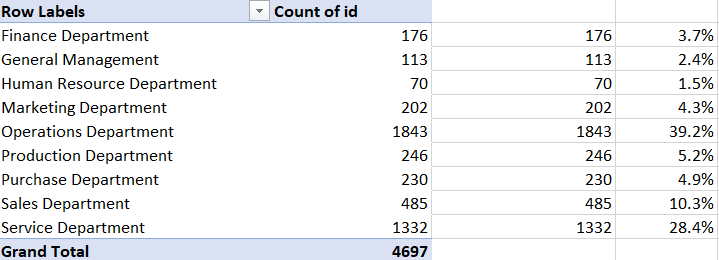 Row Labels Count of id
Finance Department 176 176 3.7%
General Management 113 113 2.4%
Human Resource Department 70 70 1.5%
Marketing Department 202 202 4.3%
Operations Department 1843 1843 39.2%
Production Department 246 246 5.2%
Purchase Department 230 230 4.9%
Sales Department 485 485 10.3%
Service Department 1332 1332 28.4%
Grand Total 4697